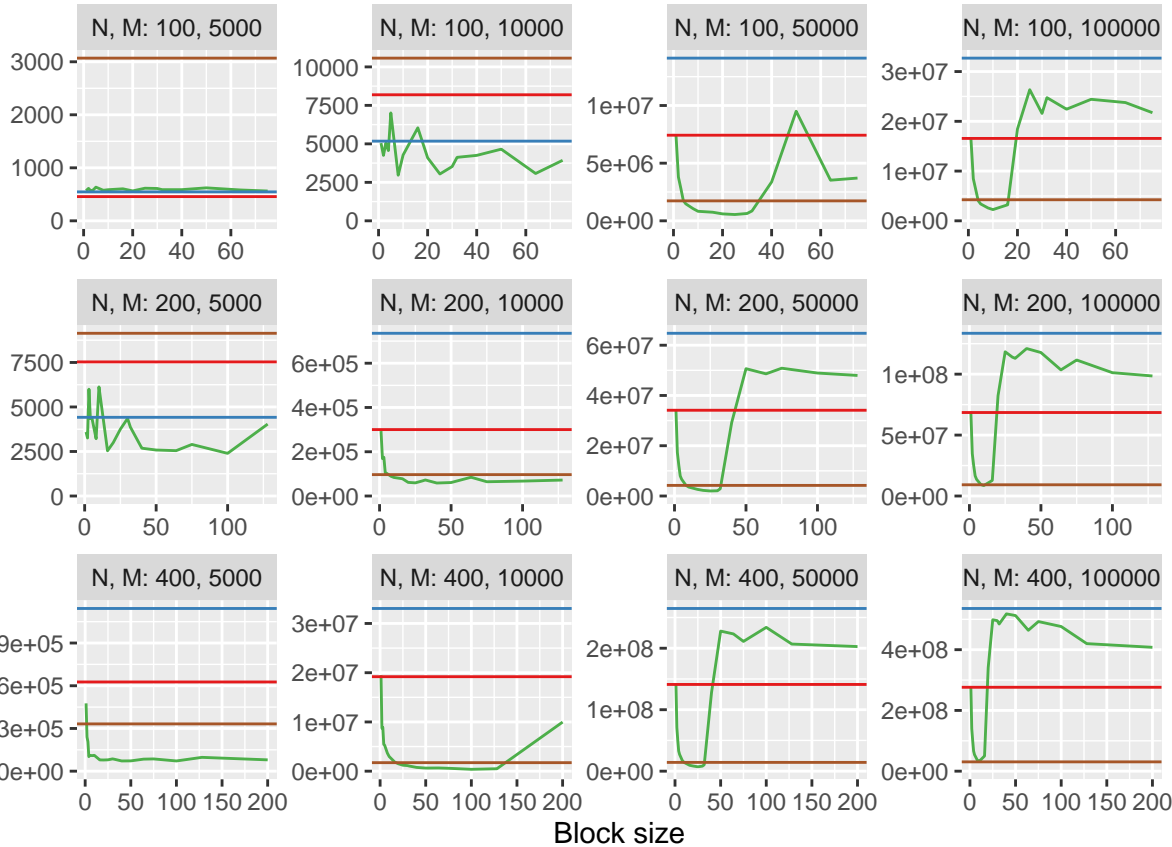 N, M: 100, 5000
N, M: 100, 10000
N, M: 100, 50000
N, M: 100, 100000
3000
2000
1000
0
0 20 40 60
10000
7500
5000
2500
0
0 20 40 60
1e+07
5e+06
0e+00
0 20 40 60
3e+07
2e+07
1e+07
0e+00
0 20 40 60
N, M: 200, 5000
N, M: 200, 10000
N, M: 200, 50000
N, M: 200, 100000
7500
5000
2500
0
0 50 100
6e+05
4e+05
2e+05
0e+00
0 50 100
6e+07
4e+07
2e+07
0e+00
0 50 100
1e+08
5e+07
0e+00
0 50 100
N, M: 400, 5000
N, M: 400, 10000
N, M: 400, 50000
N, M: 400, 100000
9e+05
6e+05
3e+05
0e+00
0 50 100 150 200
3e+07
2e+07
1e+07
0e+00
0 50 100 150 200
2e+08
1e+08
0e+00
0 50 100 150 200
4e+08
2e+08
0e+00
0 50 100 150 200
Block size